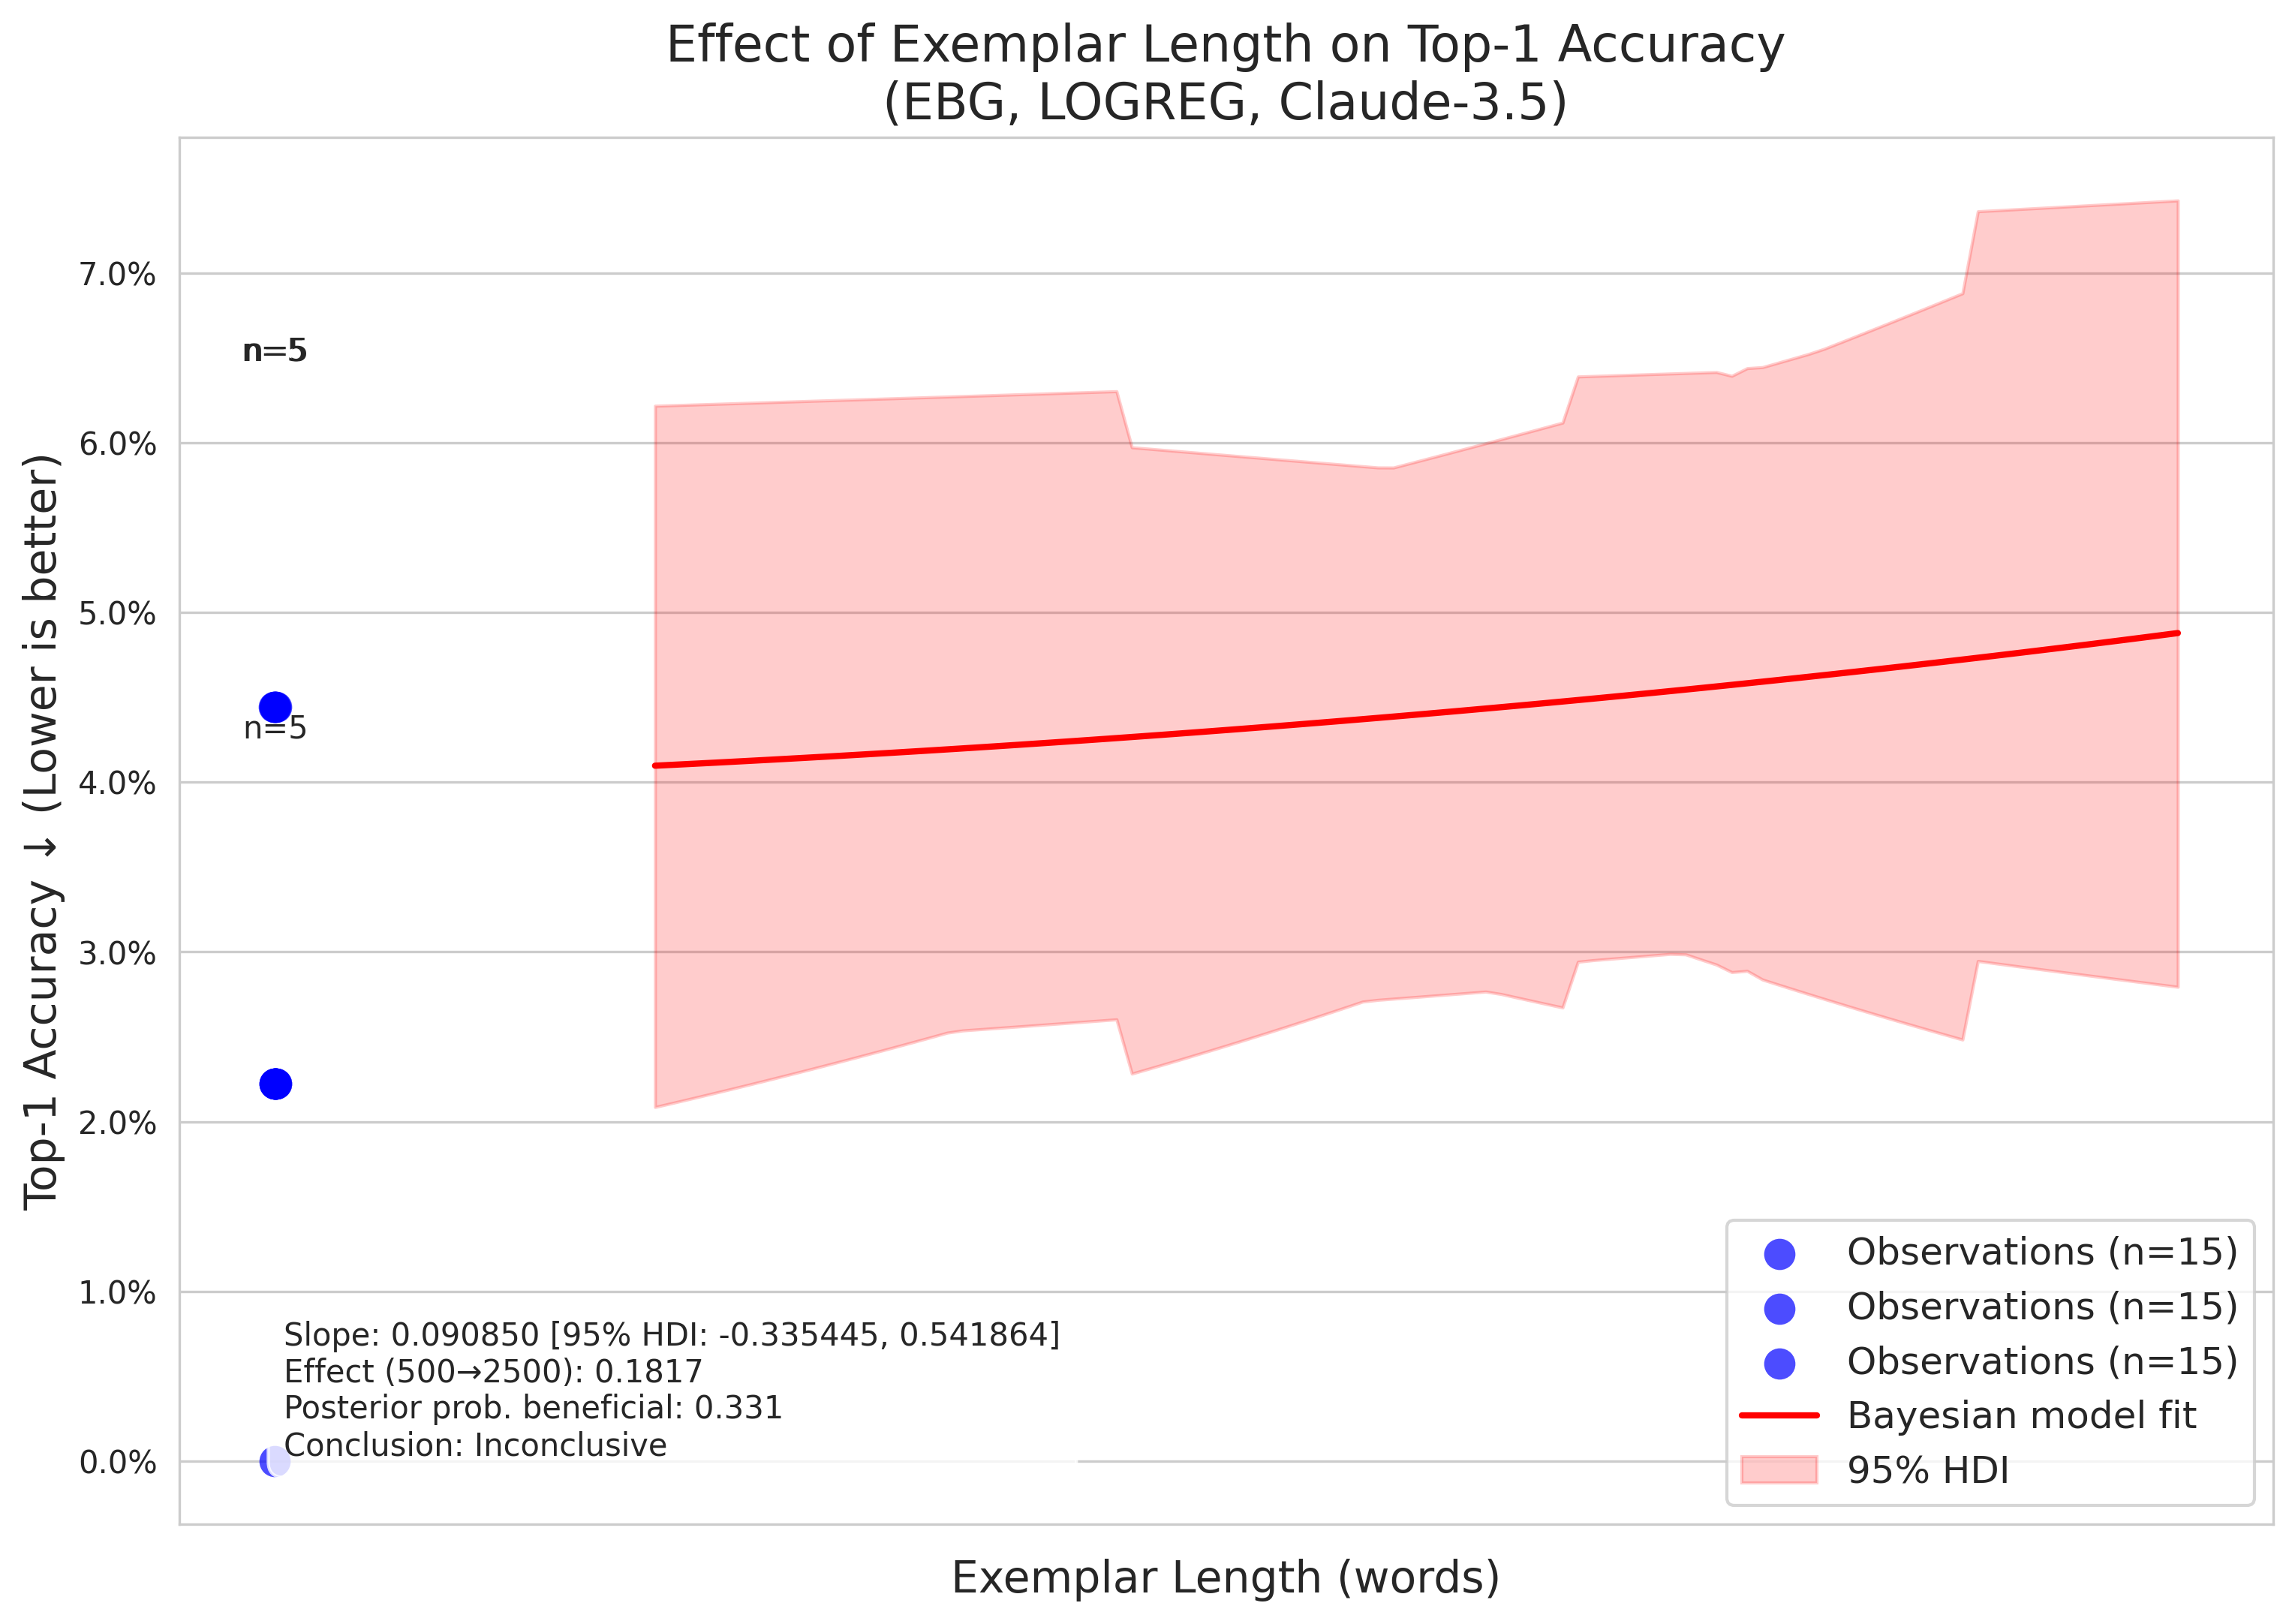 Effect of Exemplar Length on Top-1 Accuracy
(EBG, LOGREG, Claude-3.5)
Top-1 Accuracy ↓ (Lower is better)
7.0%
6.0%
5.0%
4.0%
3.0%
2.0%
1.0%
0.0%
n=5
n=5
Slope: 0.090850 [95% HDI: -0.335445, 0.541864]
Effect (500→2500): 0.1817
Posterior prob. beneficial: 0.331
Conclusion: Inconclusive
Observations (n=15)
Observations (n=15)
Observations (n=15)
Bayesian model fit
95% HDI
Exemplar Length (words)